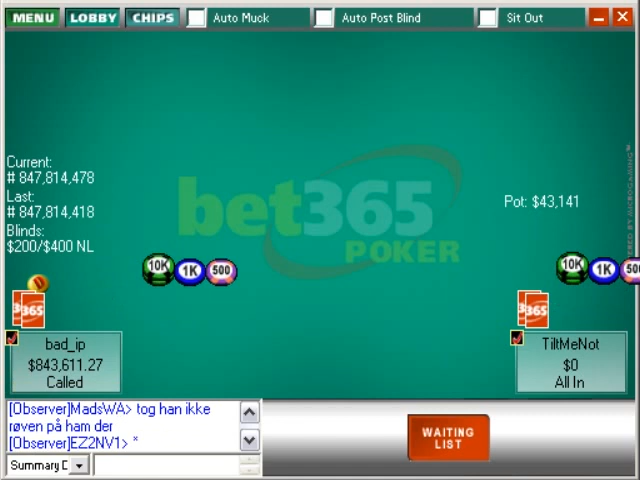 MENU LOBBY CHIPS Auto Muck Auto Post Blind Sit Out
Current:
# 847,814,478
Last:
# 847,814,418
Blinds:
$200/$400 NL
bet365
POKER
Pot: $43,141
10K 1K 500
10K 1K
365
365
bad_ip
$843,611.27
Called
TiltMeNot
$0
All In
[Observer]MadsWA> tog han ikke
røven på ham der
[Observer]EZ2NV1> *
Summary
WAITING
LIST